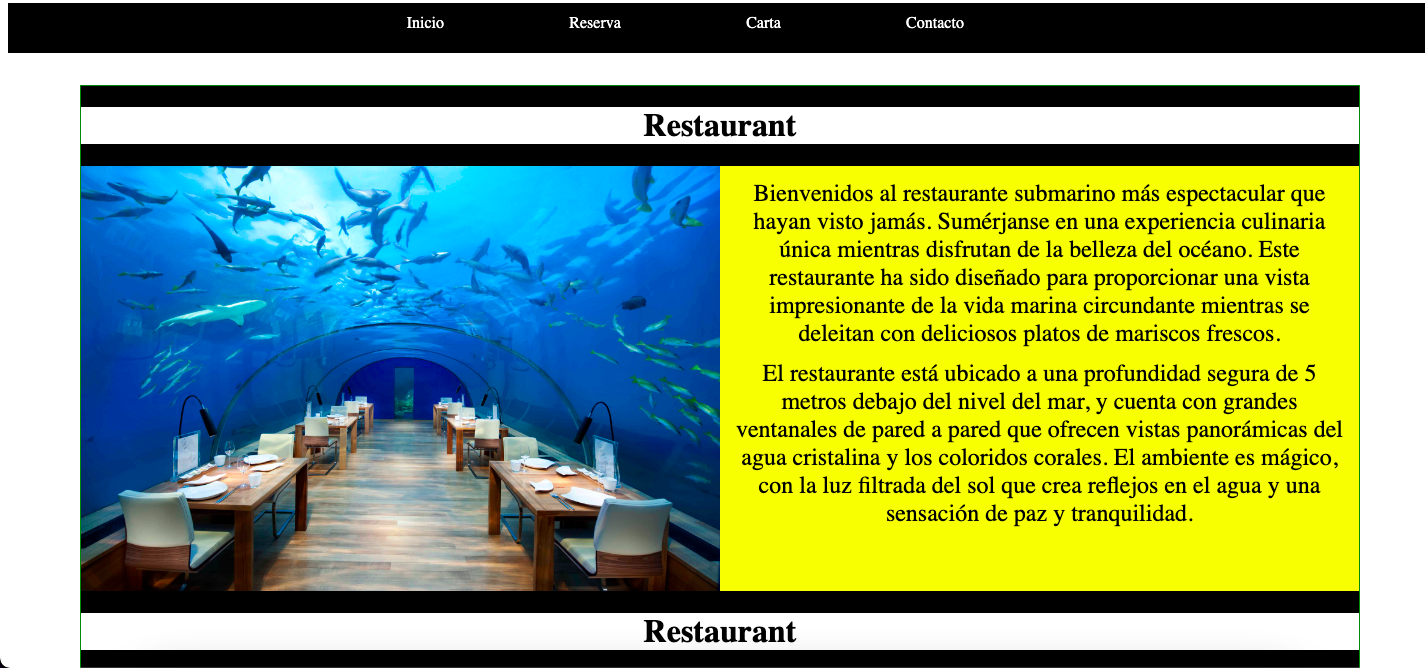 Inicio Reserva Carta Contacto
Restaurant
Bienvenidos al restaurante submarino más espectacular que
hayan visto jamás. Sumérjanse en una experiencia culinaria
única mientras disfrutan de la belleza del océano. Este
restaurante ha sido diseñado para proporcionar una vista
impresionante de la vida marina circundante mientras se
deleitan con deliciosos platos de mariscos frescos.
El restaurante está ubicado a una profundidad segura de 5
metros debajo del nivel del mar, y cuenta con grandes
ventanales de pared a pared que ofrecen vistas panorámicas del
agua cristalina y los coloridos corales. El ambiente es mágico,
con la luz filtrada del sol que crea reflejos en el agua y una
sensación de paz y tranquilidad.
Restaurant